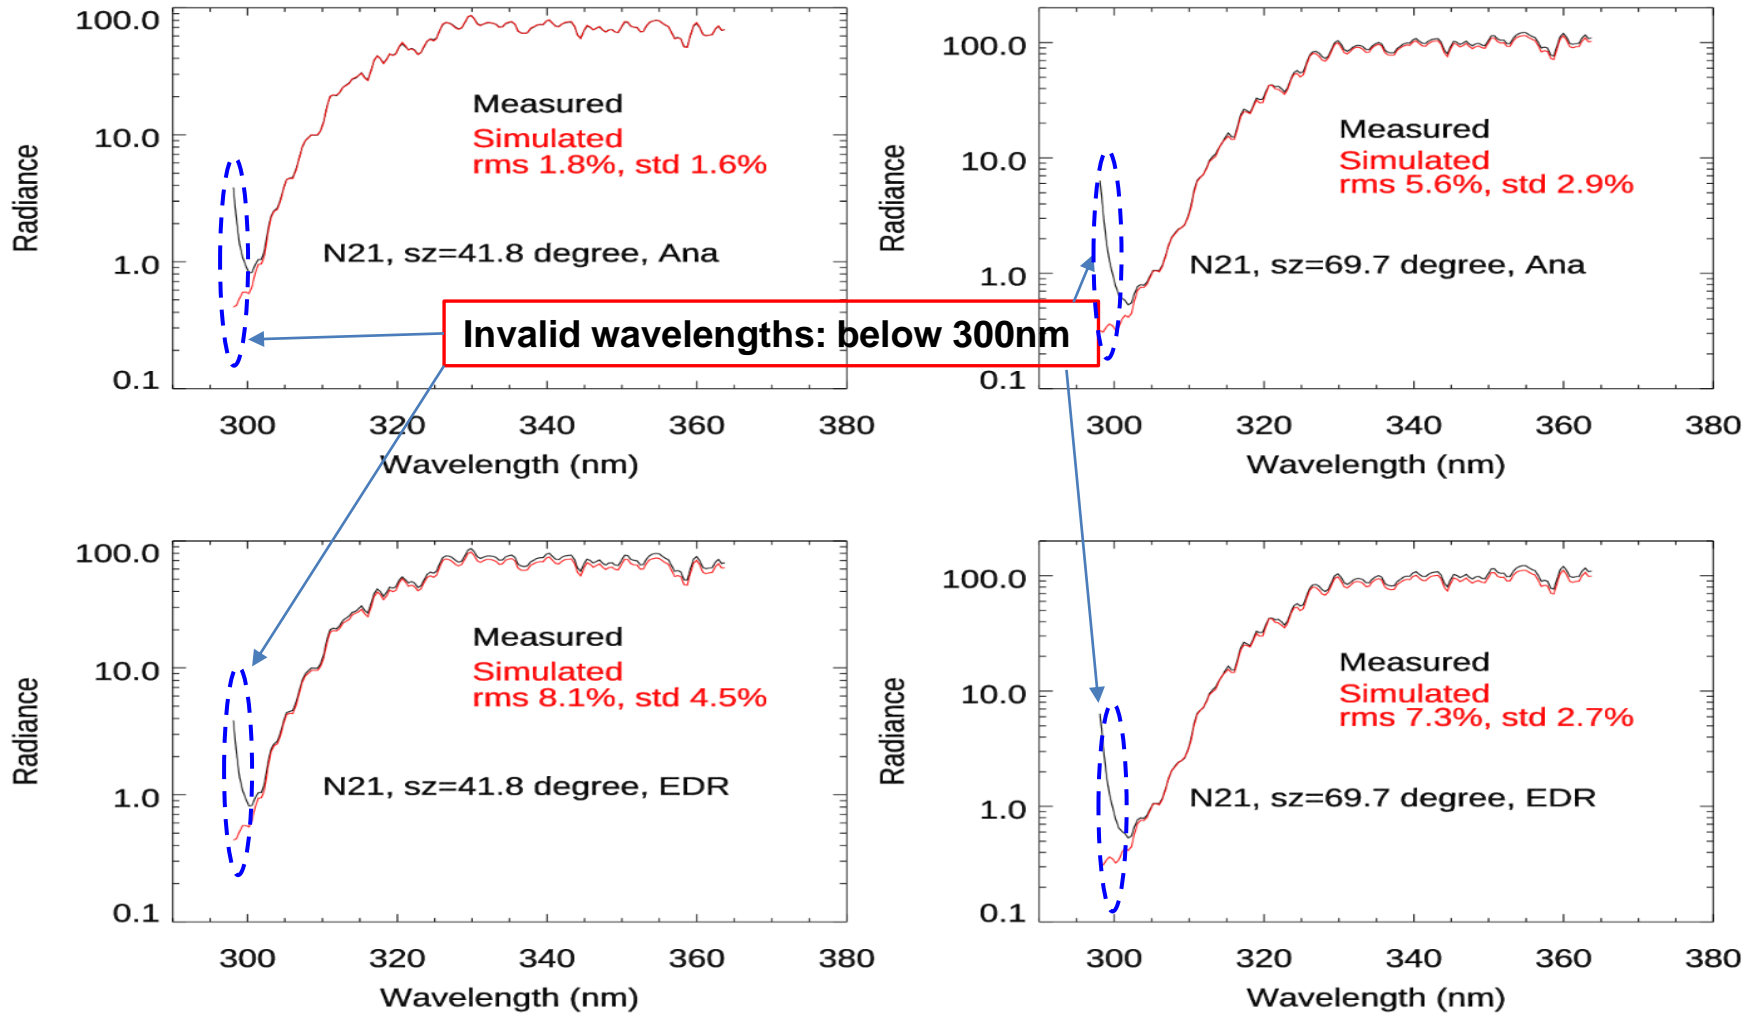 100.0
10.0
1.0
0.1
Radiance
Measured
Simulated
rms 1.8%, std 1.6%
N21, sz=41.8 degree, Ana
300 320 340 360 380
Wavelength (nm)
100.0
10.0
1.0
0.1
Radiance
Measured
Simulated
rms 5.6%, std 2.9%
N21, sz=69.7 degree, Ana
300 320 340 360 380
Wavelength (nm)
Invalid wavelengths: below 300nm
100.0
10.0
1.0
0.1
Radiance
Measured
Simulated
rms 8.1%, std 4.5%
N21, sz=41.8 degree, EDR
300 320 340 360 380
Wavelength (nm)
100.0
10.0
1.0
0.1
Radiance
Measured
Simulated
rms 7.3%, std 2.7%
N21, sz=69.7 degree, EDR
300 320 340 360 380
Wavelength (nm)